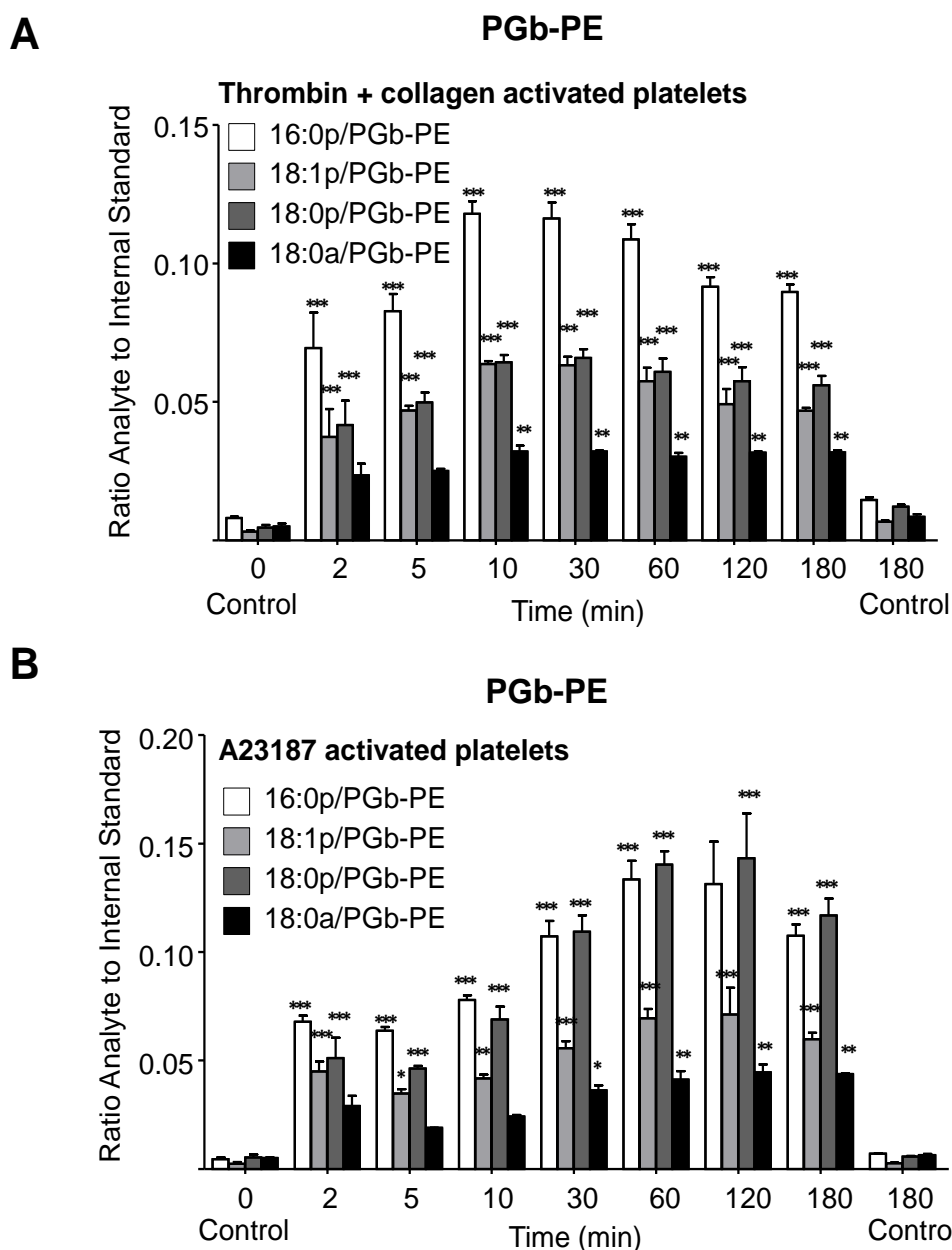 A
PGb-PE
Thrombin + collagen activated platelets
16:0p/PGb-PE
18:1p/PGb-PE
18:0p/PGb-PE
18:0a/PGb-PE
Ratio Analyte to Internal Standard
0.15
0.10
0.05
*** *** *** *** *** *** ***
*** *** *** *** *** ** *** *** *** *** *** *** ***
** ** ** ** **
0 2 5 10 30 60 120 180 180
Control Time (min) Control
B
PGb-PE
A23187 activated platelets
16:0p/PGb-PE
18:1p/PGb-PE
18:0p/PGb-PE
18:0a/PGb-PE
Ratio Analyte to Internal Standard
0.20
0.15
0.10
0.05
*** *** *** * *** *** ** *** *** *** *** * *** *** *** ** *** *** ** *** *** *** **
0 2 5 10 30 60 120 180 180
Control Time (min) Contro